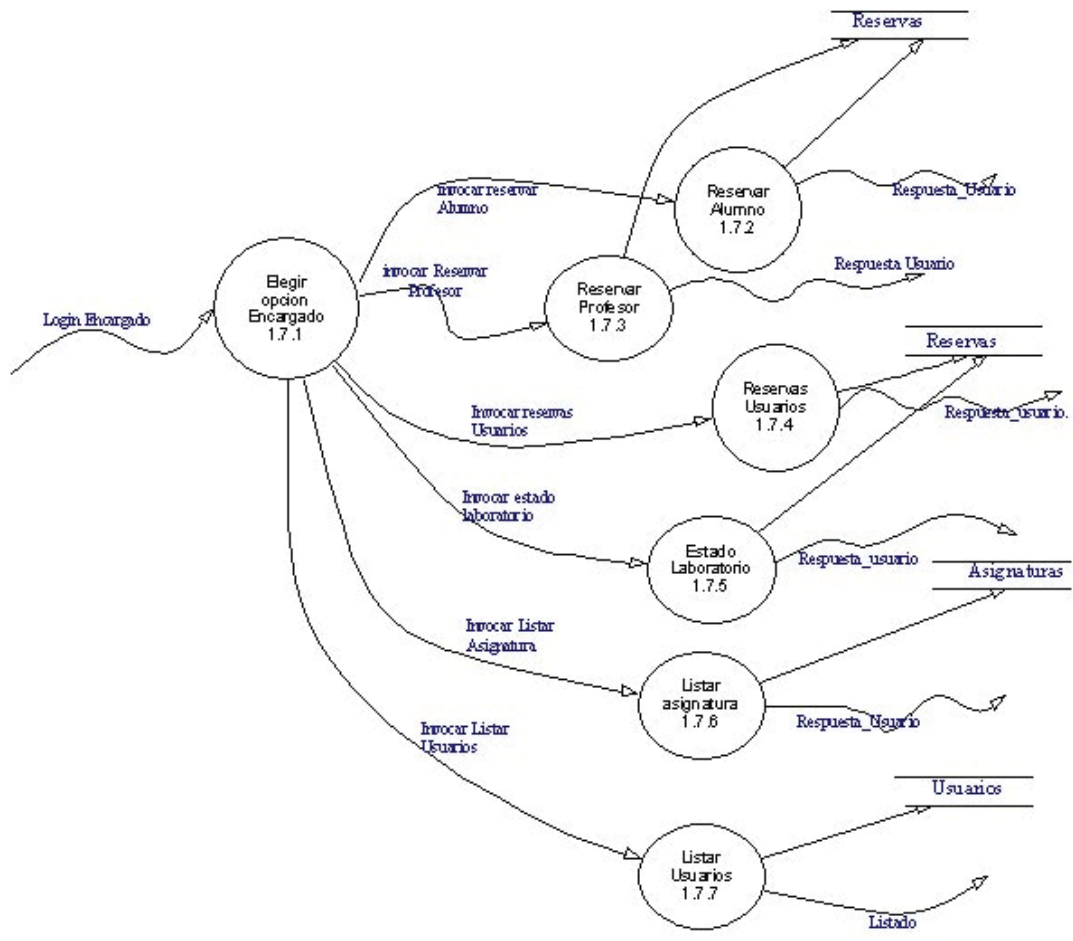 Reservas
Invocar reservar
Alumno
Reservar
Alumno
1.7.2
Respuesta_Usuario
invocar Reservar
Profesor
Reservar
Profesor
1.7.3
Respuesta Usuario
Elegir
opcion
Encargado
1.7.1
Login Encargado
Reservas
Invocar reservas
Usuarios
Reservas
Usuarios
1.7.4
Respuesta_usuario.
Invocar estado
laboratorio
Estado
Laboratorio
1.7.5
Respuesta_usuario
Asignaturas
Invocar Listar
Asignatura
Listar
asignatura
1.7.6
Respuesta_Usuario
Invocar Listar
Usuarios
Usuarios
Listar
Usuarios
1.7.7
Listado